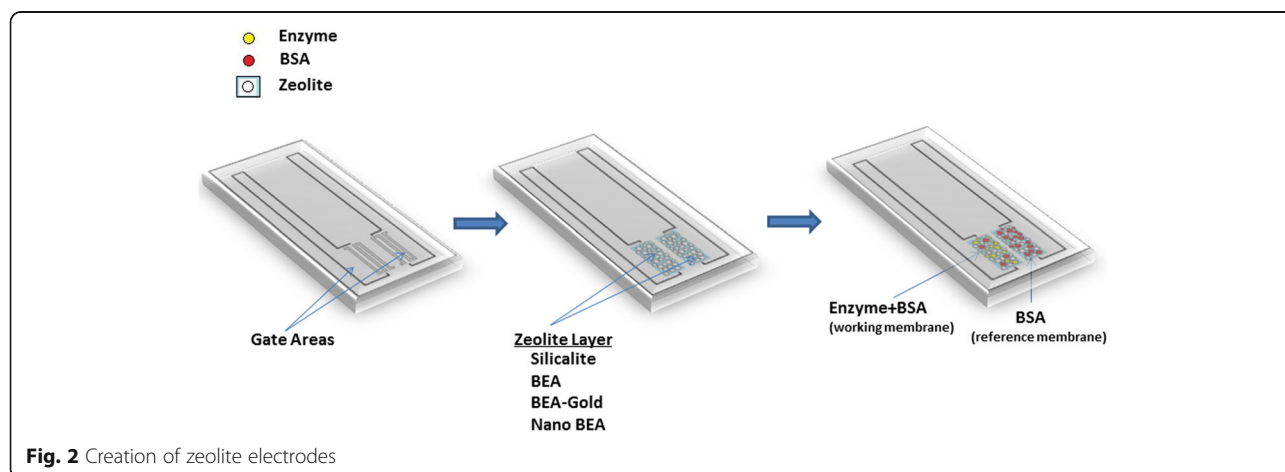 Enzyme
BSA
Zeolite
Gate Areas
Zeolite Layer
Silicalite
BEA
BEA-Gold
Nano BEA
Enzyme+BSA
(working membrane)
BSA
(reference membrane)
Fig. 2 Creation of zeolite electrodes